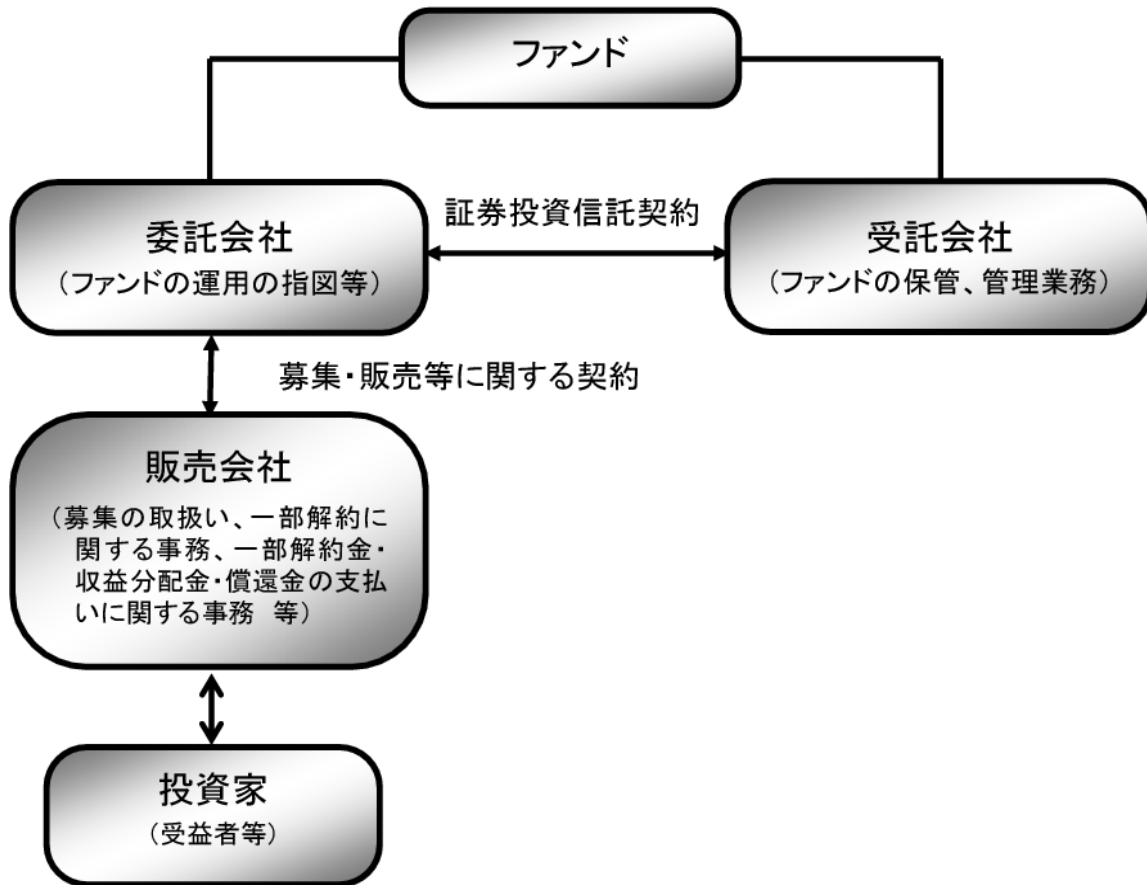 ファンド
証券投資信託契約
委託会社
（ファンドの運用の指図等）
受託会社
（ファンドの保管、管理業務）
募集・販売等に関する契約
販売会社
（募集の取扱い、一部解約に
関する事務、一部解約金・
収益分配金・償還金の支払
いに関する事務　等）
投資家
（受益者等）